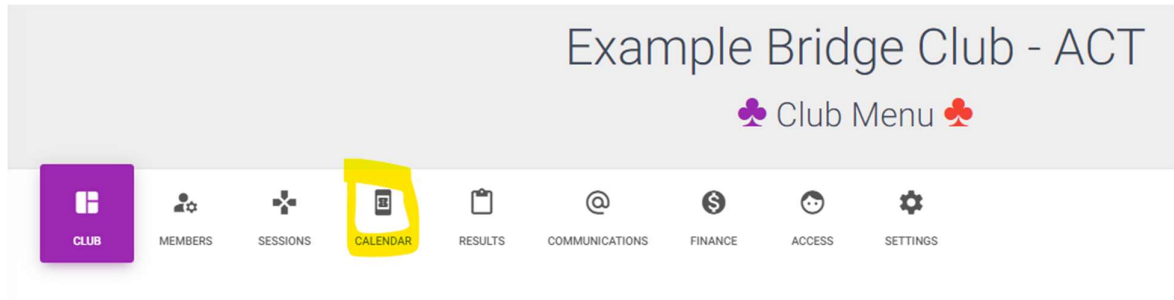 Example Bridge Club - ACT
Club Menu
CLUB MEMBERS SESSIONS CALENDAR RESULTS COMMUNICATIONS FINANCE ACCESS SETTINGS